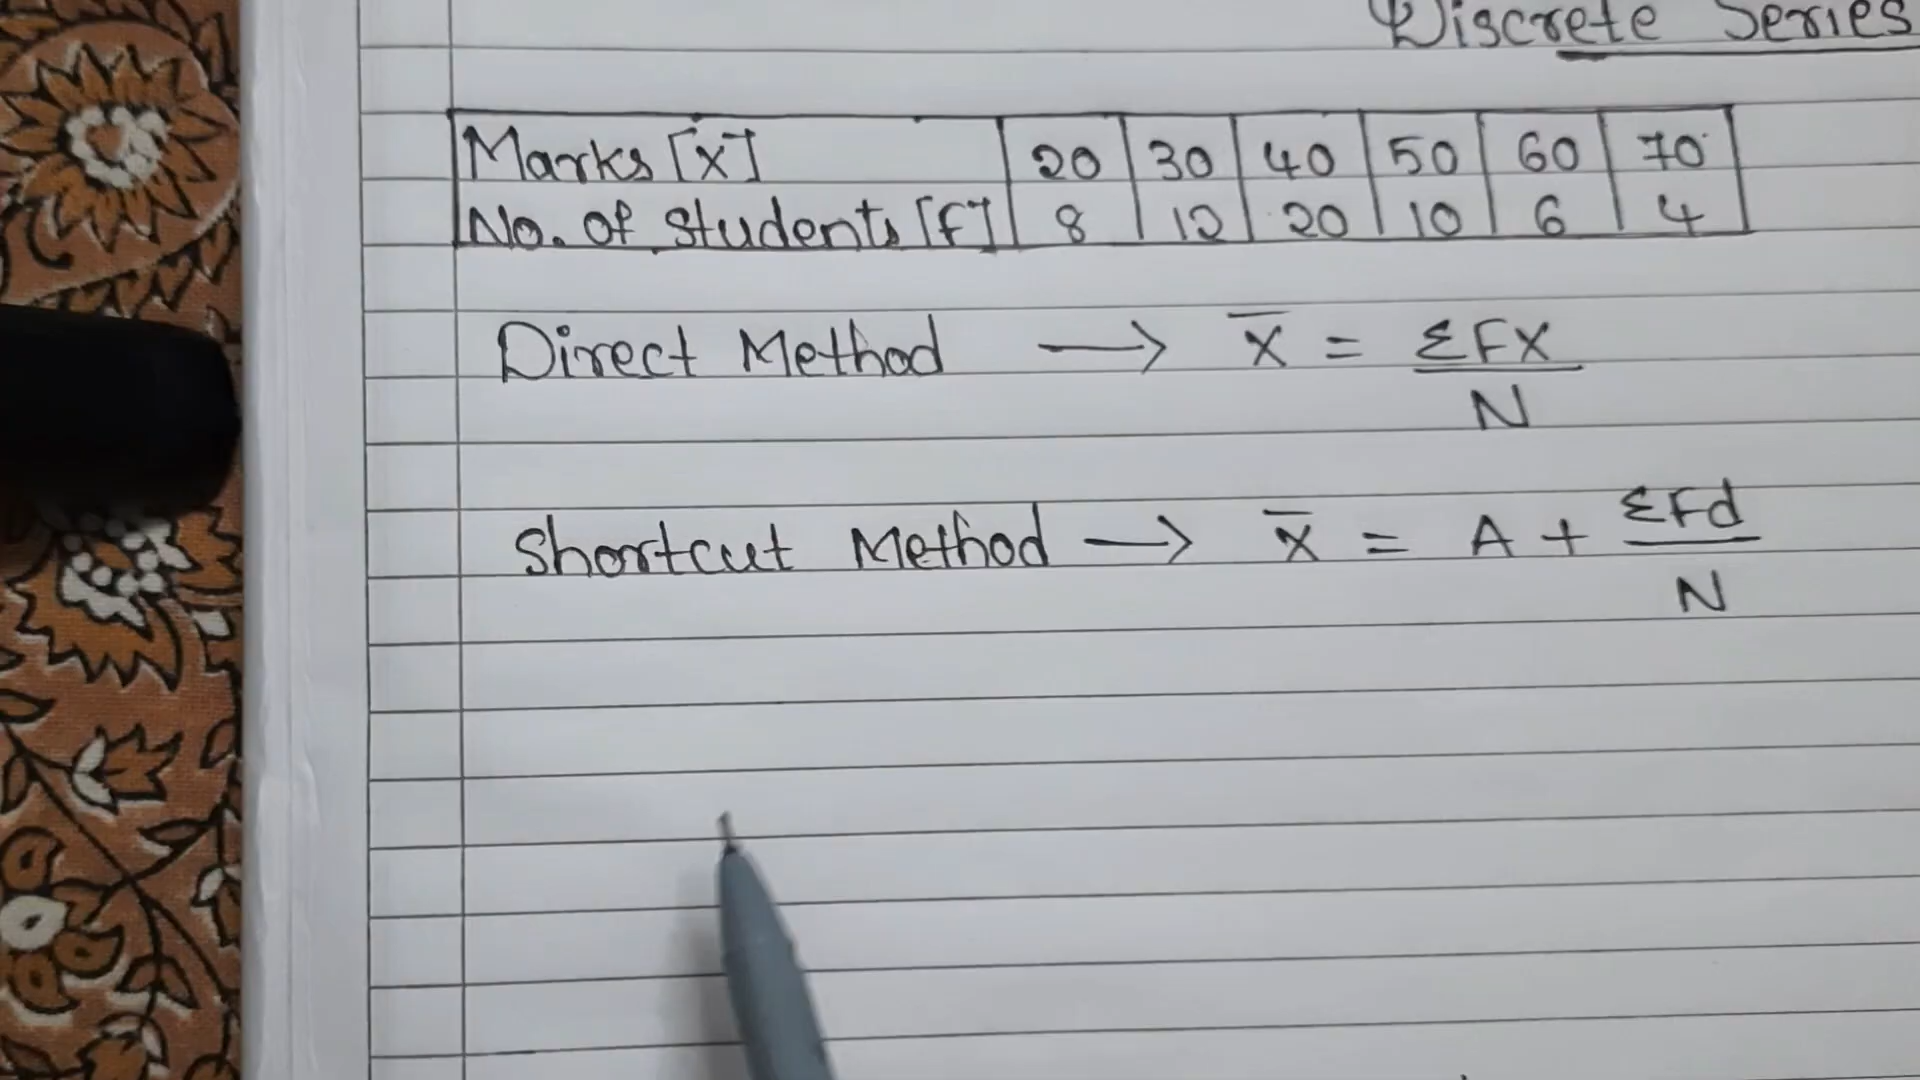 Discrete Series
Marks [X] 20 30 40 50 60 70
No. of Students [F] 8 12 20 10 6 4
Direct Method → X̅ = ΣFX / N
Shortcut Method → X̅ = A + ΣFd / N